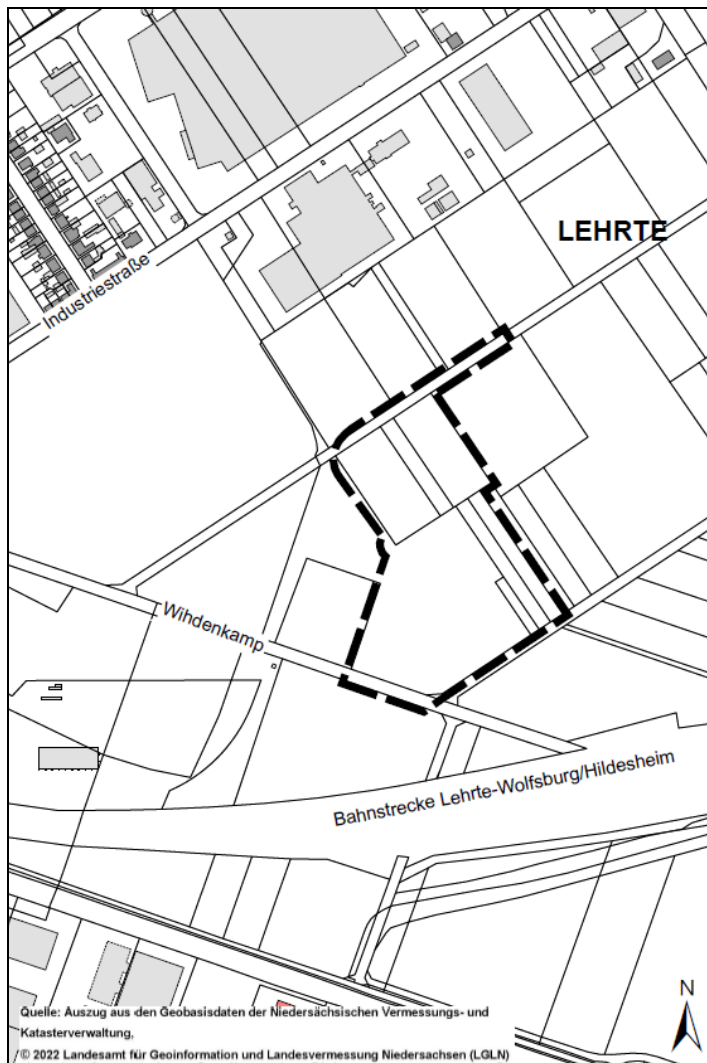 LEHRTE
Industriestraße
Wihdenkamp
Bahnstrecke Lehrte-Wolfsburg/Hildesheim
N
Quelle: Auszug aus den Geobasisdaten der Niedersächsischen Vermessungs- und
Katasterverwaltung,
© 2022 Landesamt für Geoinformation und Landesvermessung Niedersachsen (LGLN)